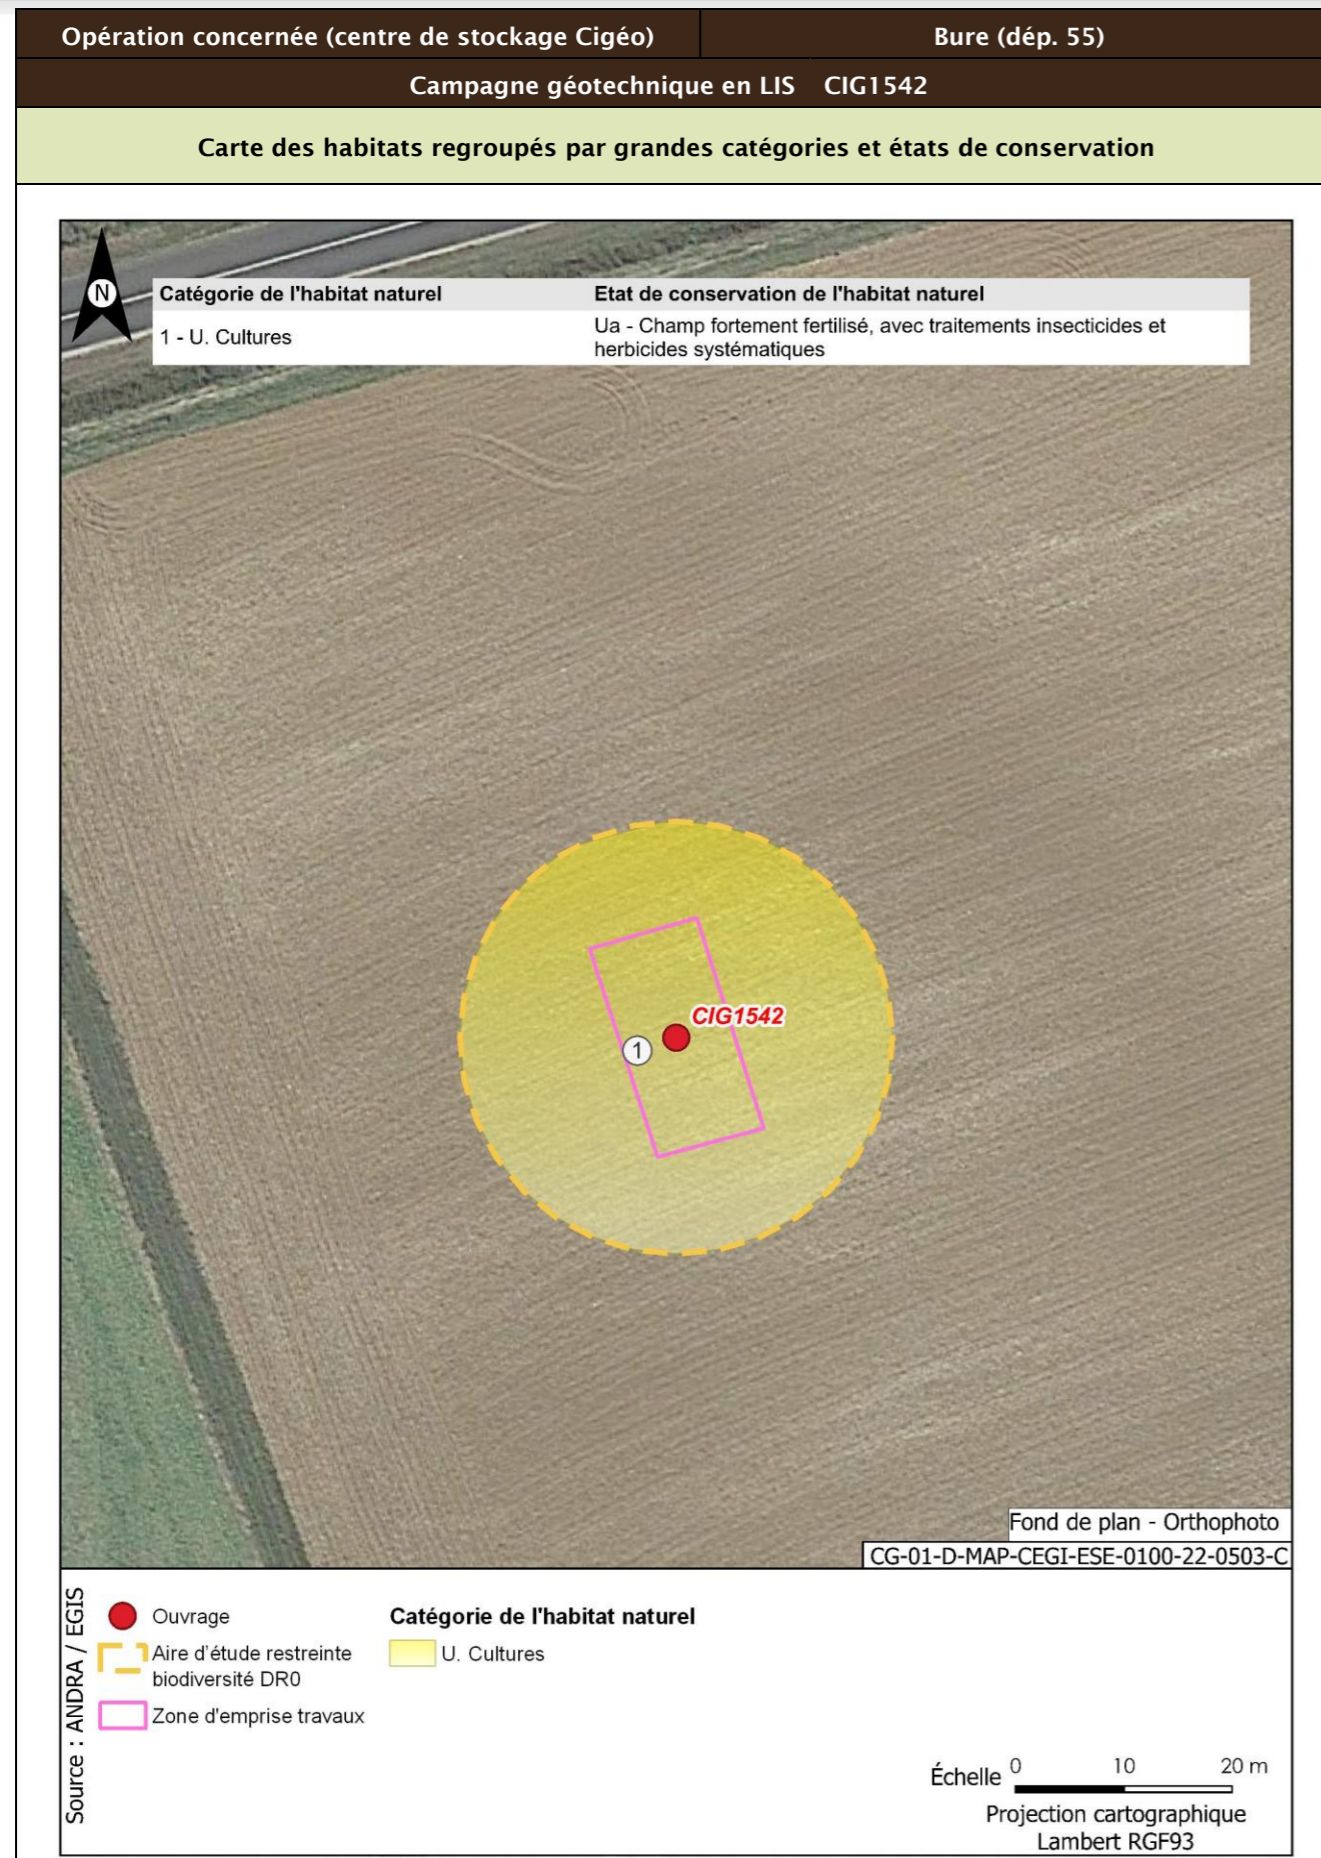 Opération concernée (centre de stockage Cigéo) Bure (dép. 55)
Campagne géotechnique en LIS CIG1542
Carte des habitats regroupés par grandes catégories et états de conservation
N
Catégorie de l'habitat naturel Etat de conservation de l'habitat naturel
1 - U. Cultures Ua - Champ fortement fertilisé, avec traitements insecticides et
herbicides systématiques
CIG1542
1
Fond de plan - Orthophoto
CG-01-D-MAP-CEGI-ESE-0100-22-0503-C
Source : ANDRA / EGIS
Ouvrage
Aire d'étude restreinte
biodiversité DR0
Zone d'emprise travaux
Catégorie de l'habitat naturel
U. Cultures
Échelle 0 10 20 m
Projection cartographique
Lambert RGF93